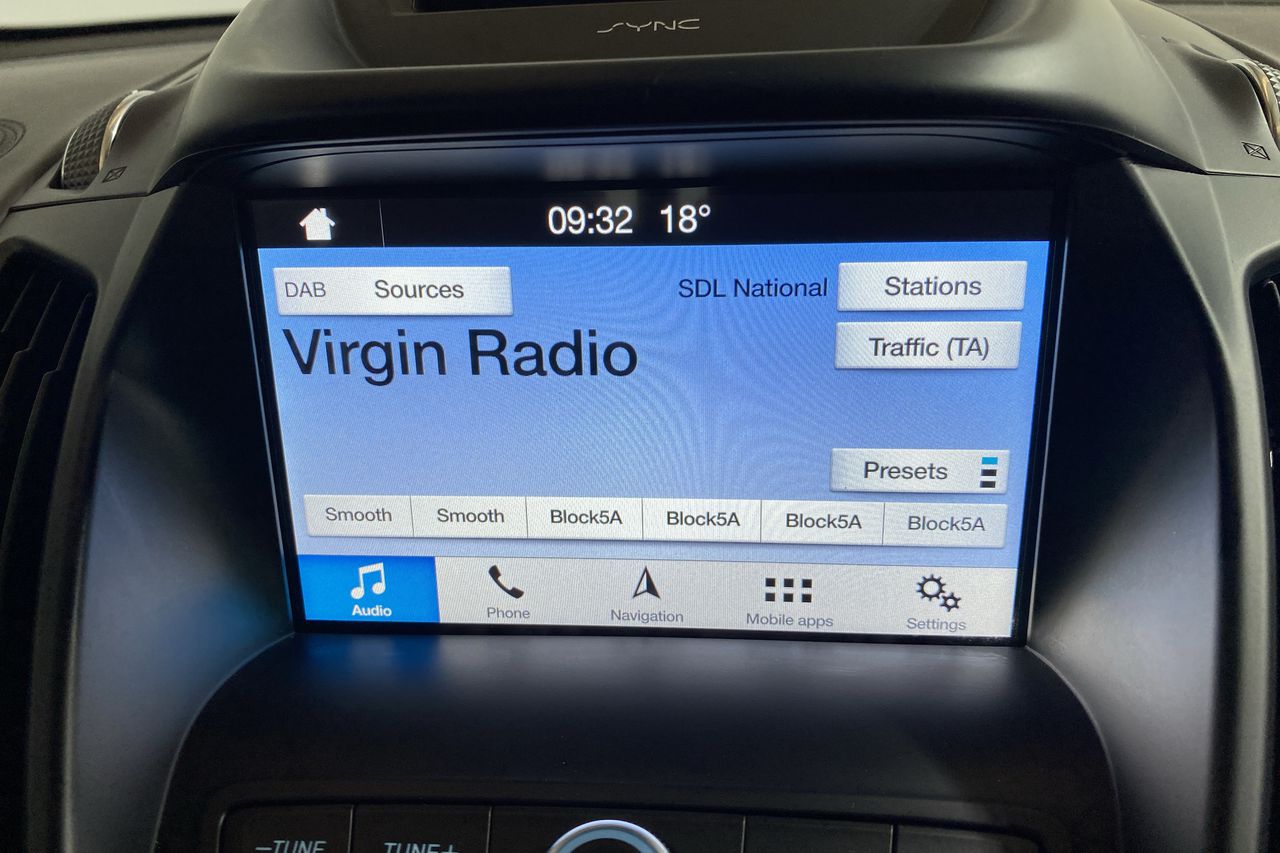 SYNC
09:32 18°
DAB Sources
SDL National
Stations
Virgin Radio
Traffic (TA)
Presets
Smooth Smooth Block5A Block5A Block5A Block5A
Audio Phone Navigation Mobile apps Settings
–TUNE TUNE+